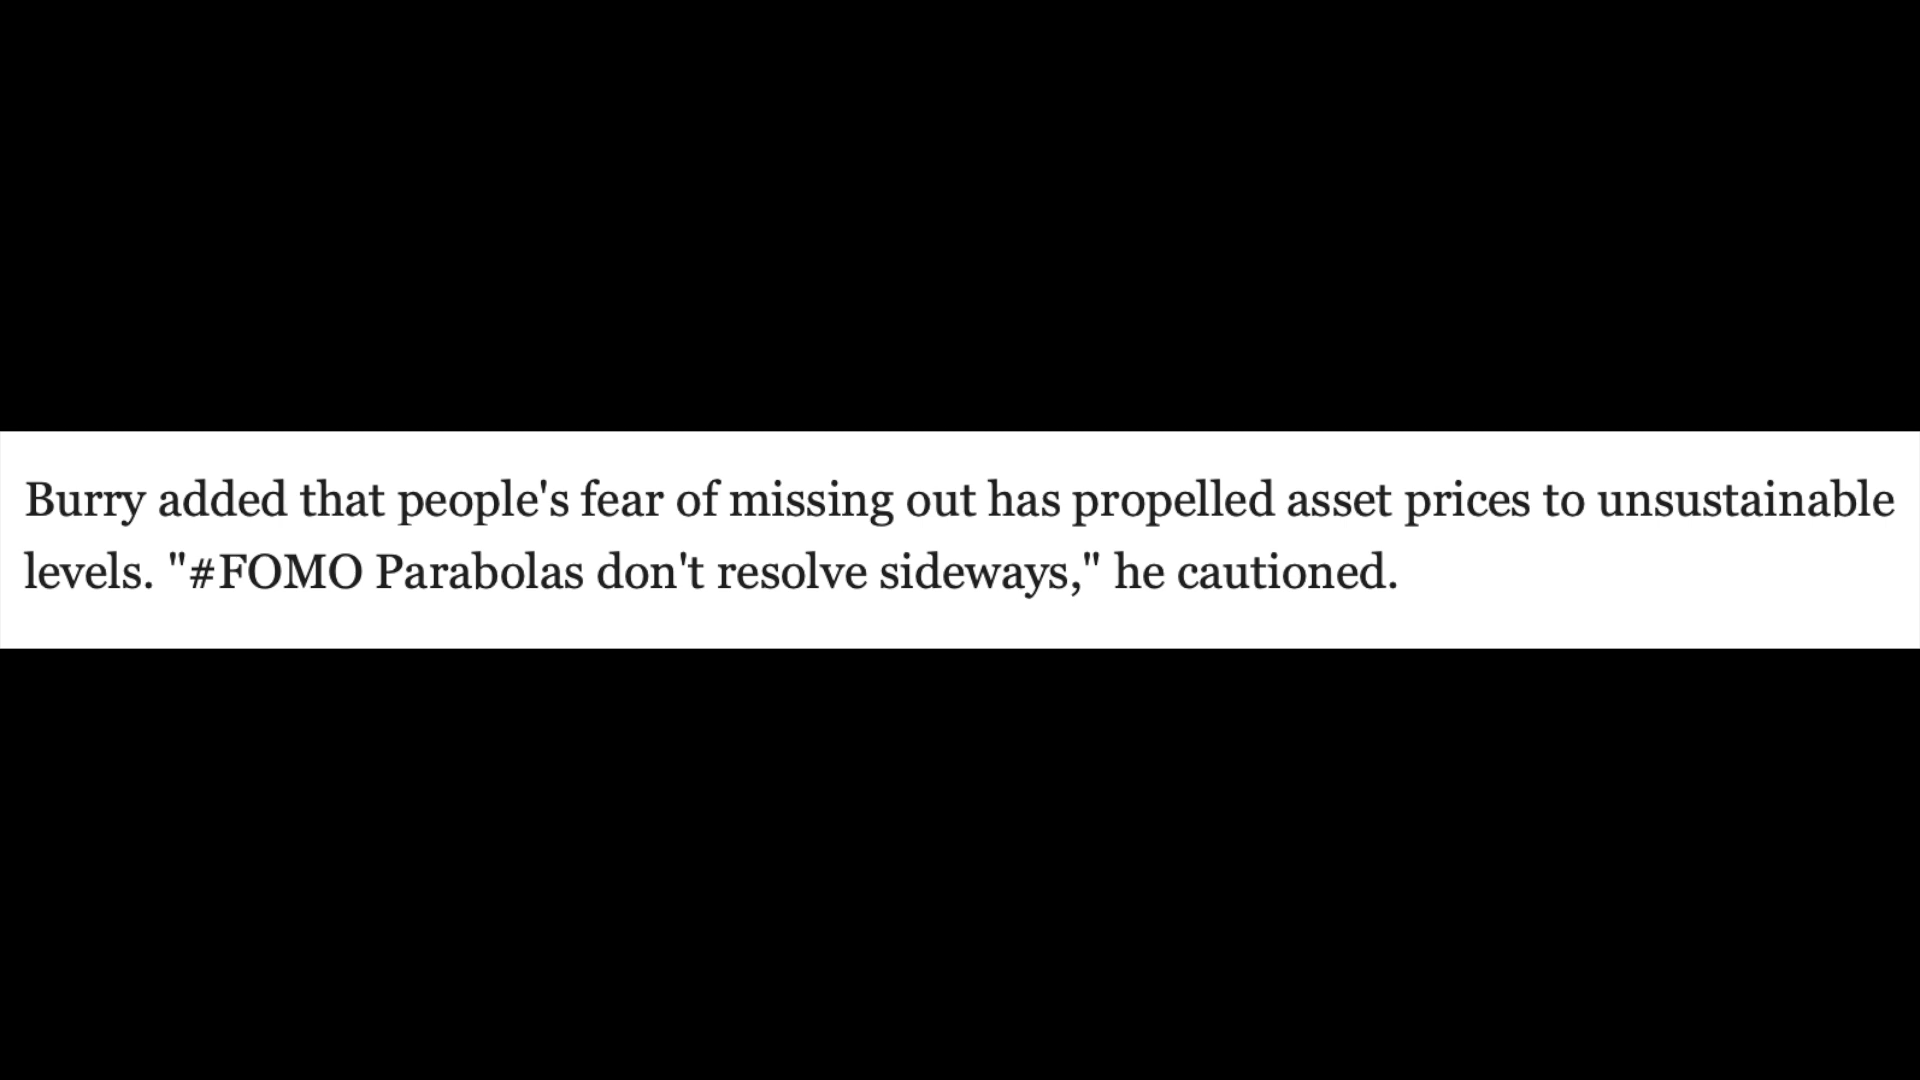 Burry added that people's fear of missing out has propelled asset prices to unsustainable
levels. "#FOMO Parabolas don't resolve sideways," he cautioned.